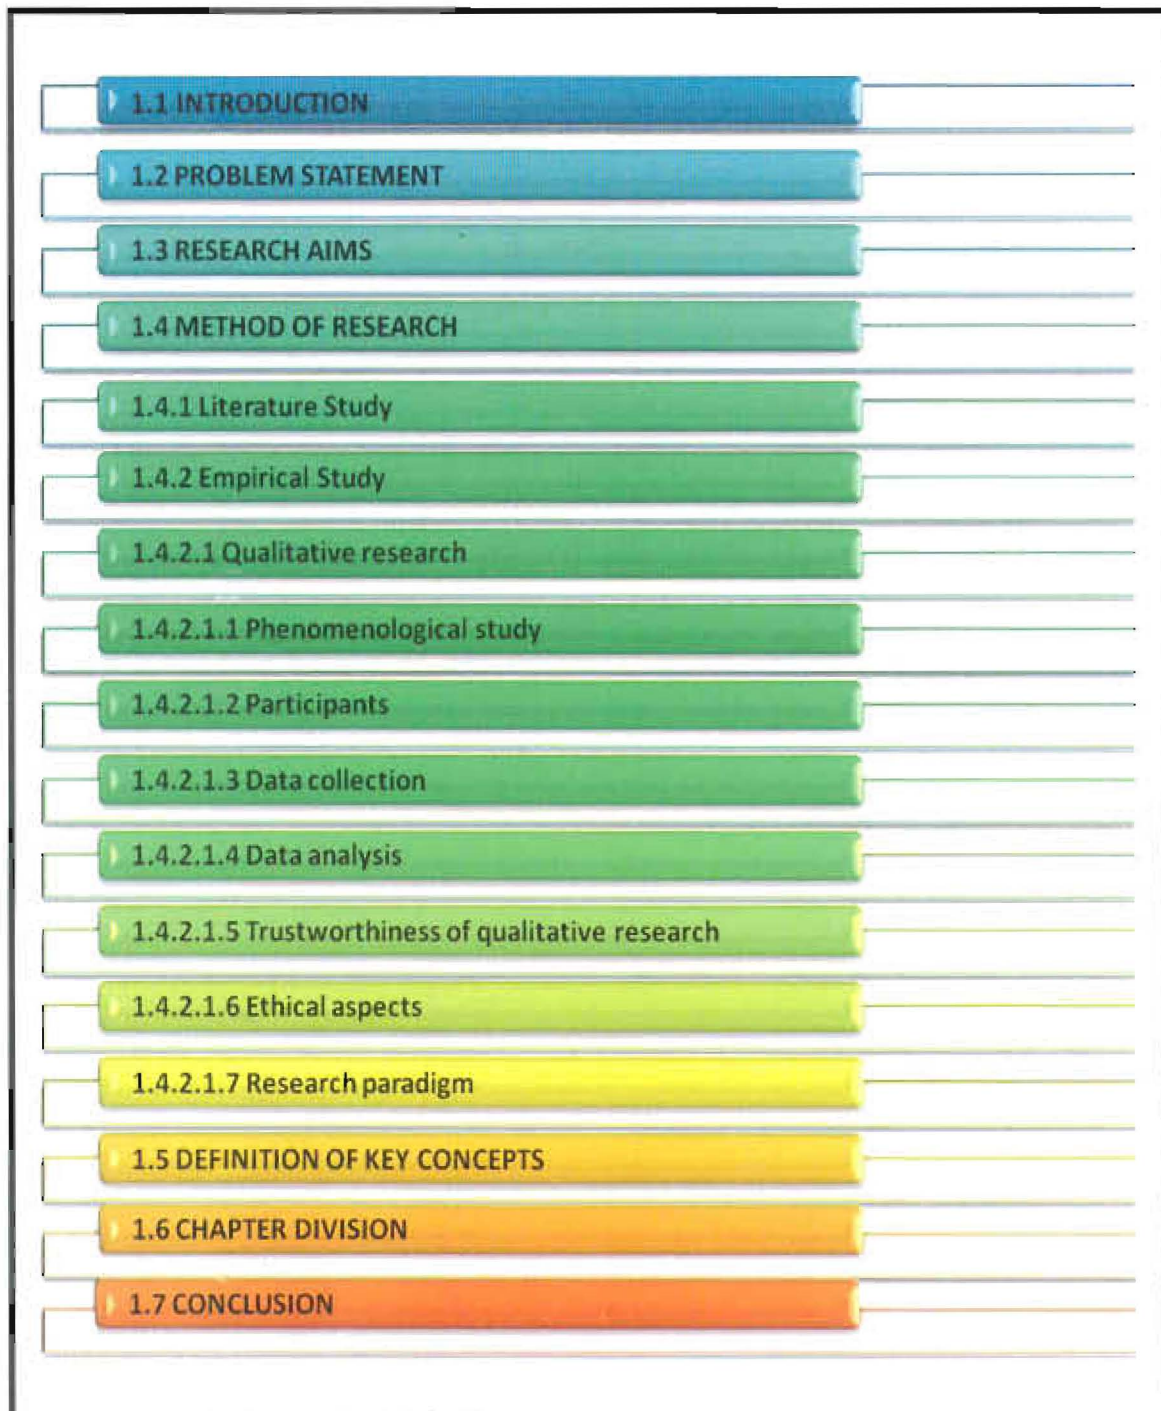 1.1 INTRODUCTION
1.2 PROBLEM STATEMENT
1.3 RESEARCH AIMS
1.4 METHOD OF RESEARCH
1.4.1 Literature Study
1.4.2 Empirical Study
1.4.2.1 Qualitative research
1.4.2.1.1 Phenomenological study
1.4.2.1.2 Participants
1.4.2.1.3 Data collection
1.4.2.1.4 Data analysis
1.4.2.1.5 Trustworthiness of qualitative research
1.4.2.1.6 Ethical aspects
1.4.2.1.7 Research paradigm
1.5 DEFINITION OF KEY CONCEPTS
1.6 CHAPTER DIVISION
1.7 CONCLUSION